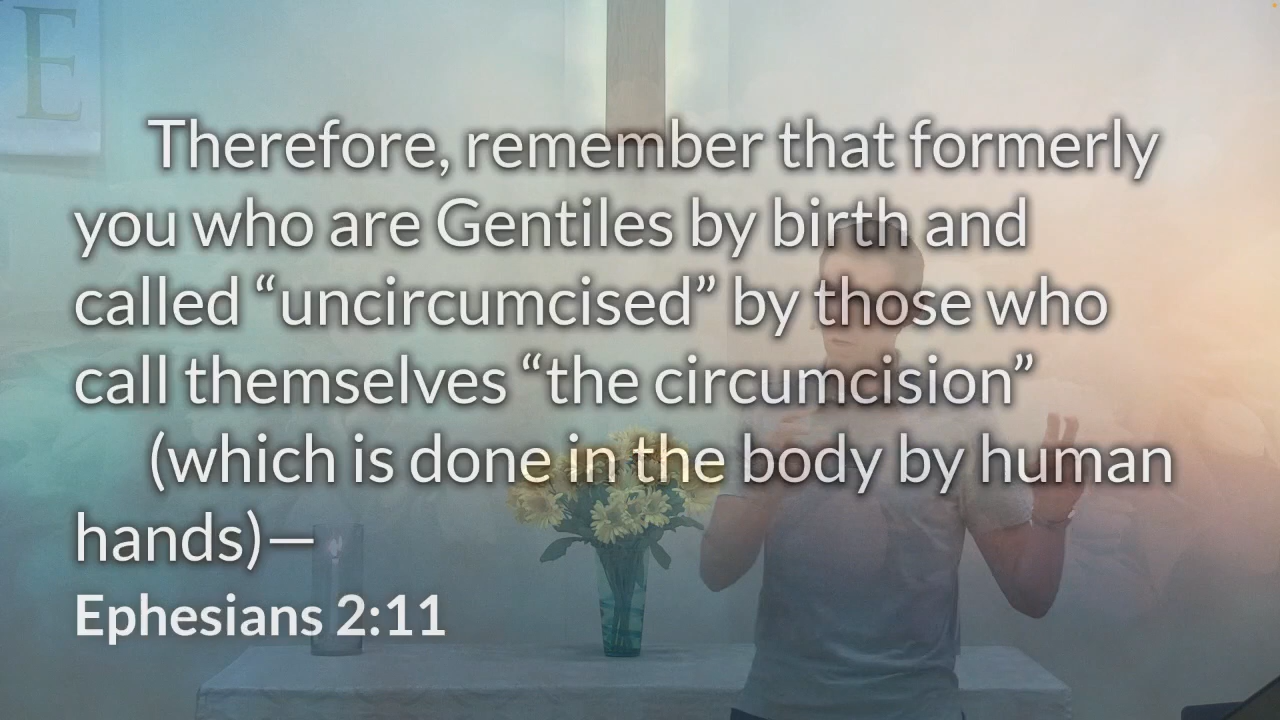 E
Therefore, remember that formerly
you who are Gentiles by birth and
called “uncircumcised” by those who
call themselves “the circumcision”
(which is done in the body by human
hands)—
Ephesians 2:11